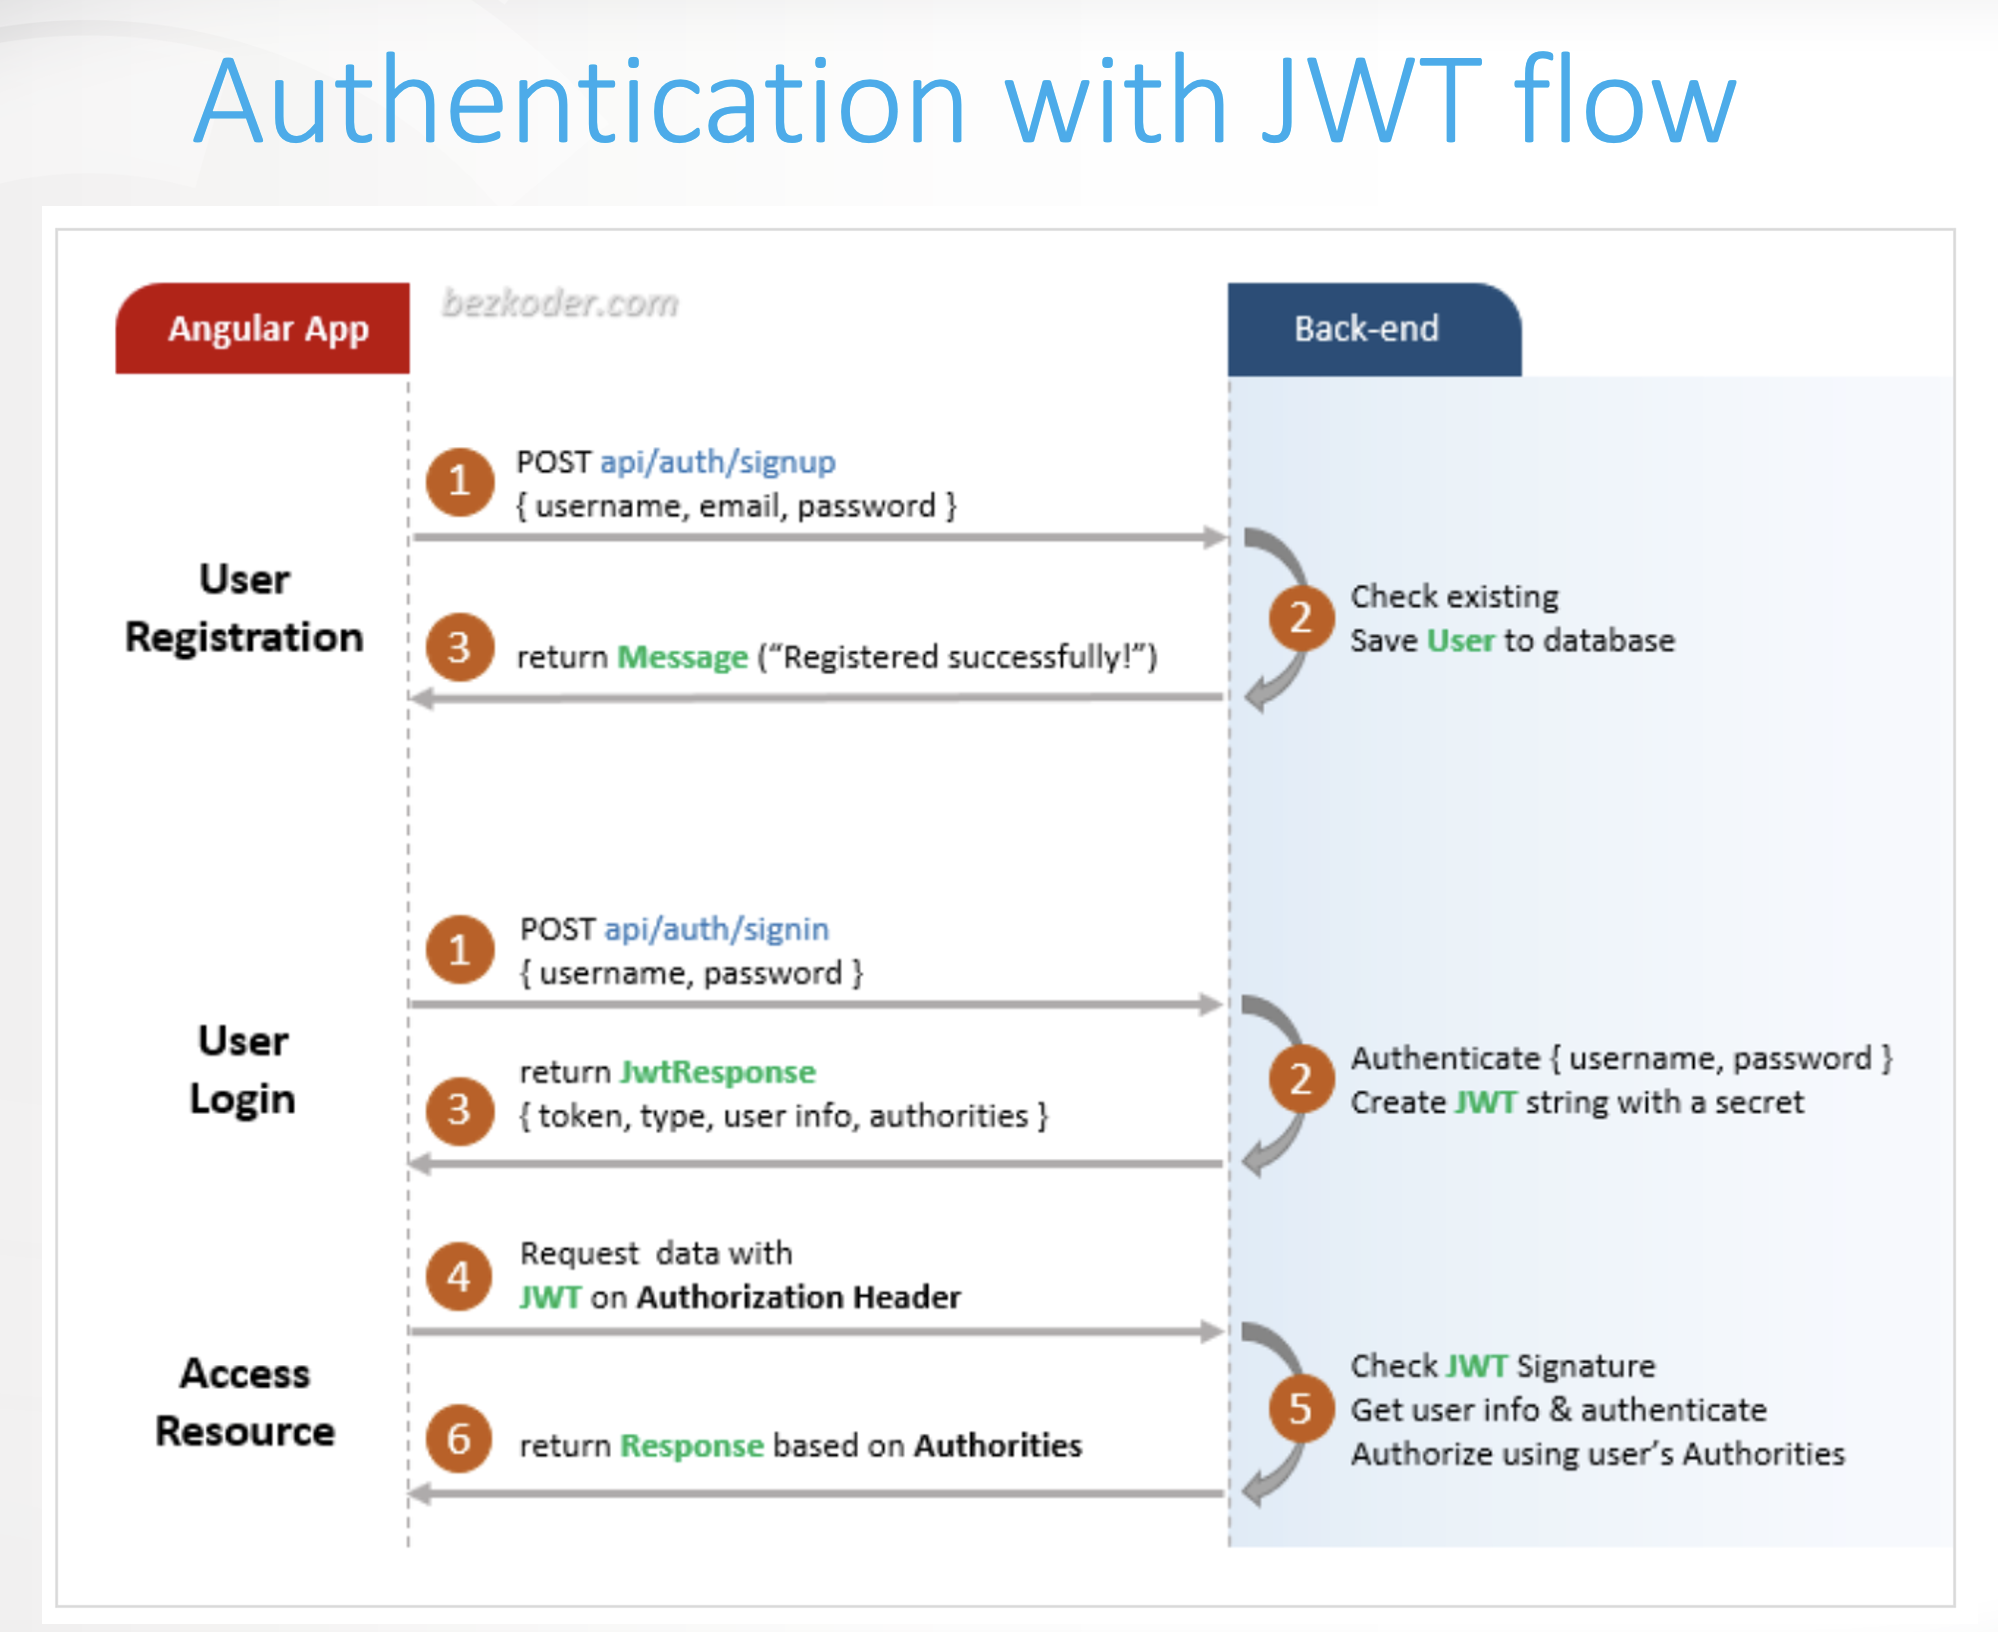 Authentication with JWT flow
Angular App
bezkoder.com
Back-end
User
Registration
1
POST api/auth/signup
{ username, email, password }
2
Check existing
Save User to database
3
return Message (“Registered successfully!”)
User
Login
1
POST api/auth/signin
{ username, password }
2
Authenticate { username, password }
Create JWT string with a secret
3
return JwtResponse
{ token, type, user info, authorities }
Access
Resource
4
Request  data with
JWT on Authorization Header
5
Check JWT Signature
Get user info & authenticate
Authorize using user’s Authorities
6
return Response based on Authorities